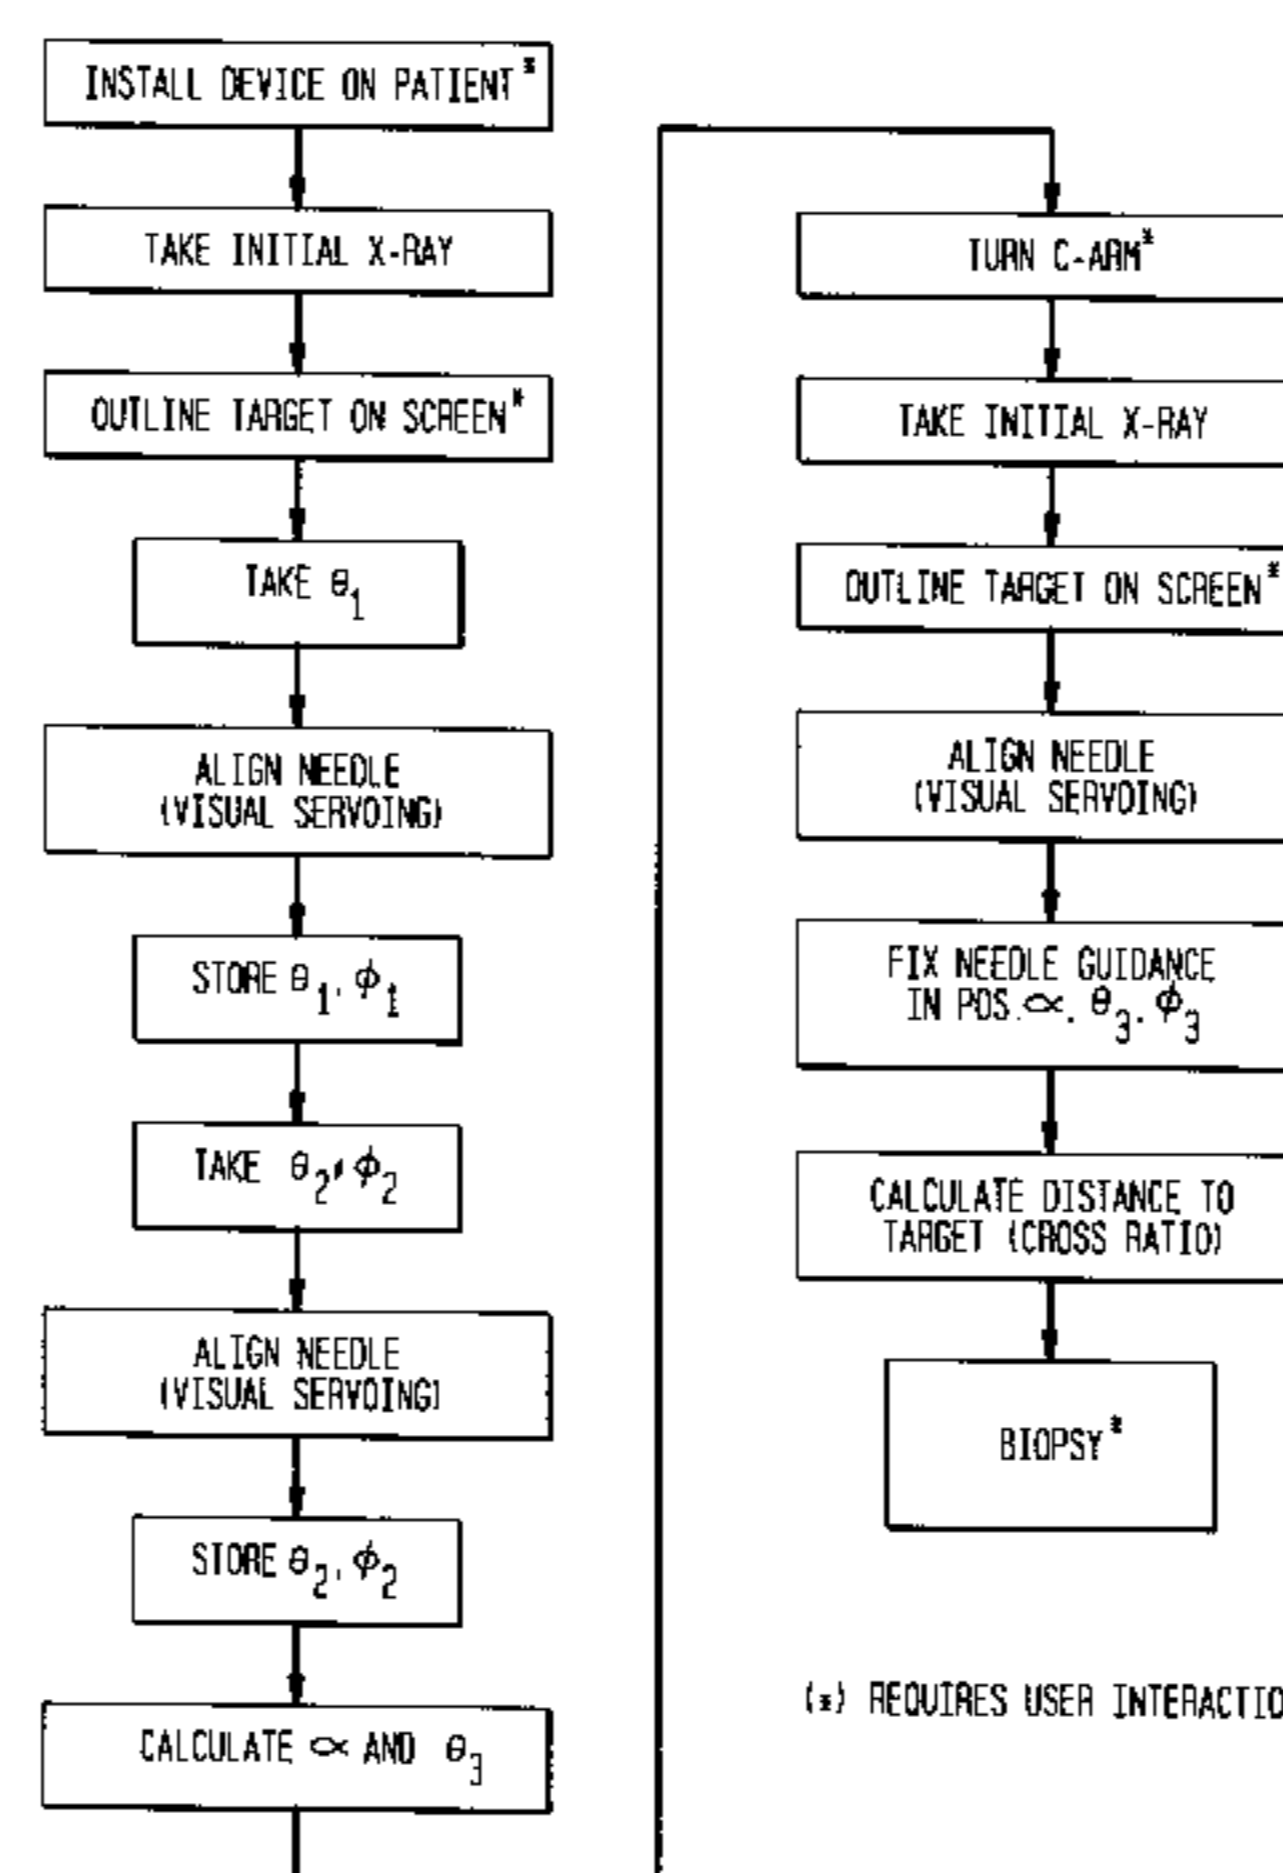 INSTALL DEVICE ON PATIENT*
TAKE INITIAL X-RAY
OUTLINE TARGET ON SCREEN*
TAKE θ1
ALIGN NEEDLE
(VISUAL SERVOING)
STORE θ1, ϕ1
TAKE θ2, ϕ2
ALIGN NEEDLE
(VISUAL SERVOING)
STORE θ2, ϕ2
CALCULATE ∝ AND θ3
TURN C-ARM*
TAKE INITIAL X-RAY
OUTLINE TARGET ON SCREEN*
ALIGN NEEDLE
(VISUAL SERVOING)
FIX NEEDLE GUIDANCE
IN POS. ∝, θ3, ϕ3
CALCULATE DISTANCE TO
TARGET (CROSS RATIO)
BIOPSY*
(*) REQUIRES USER INTERACTIO